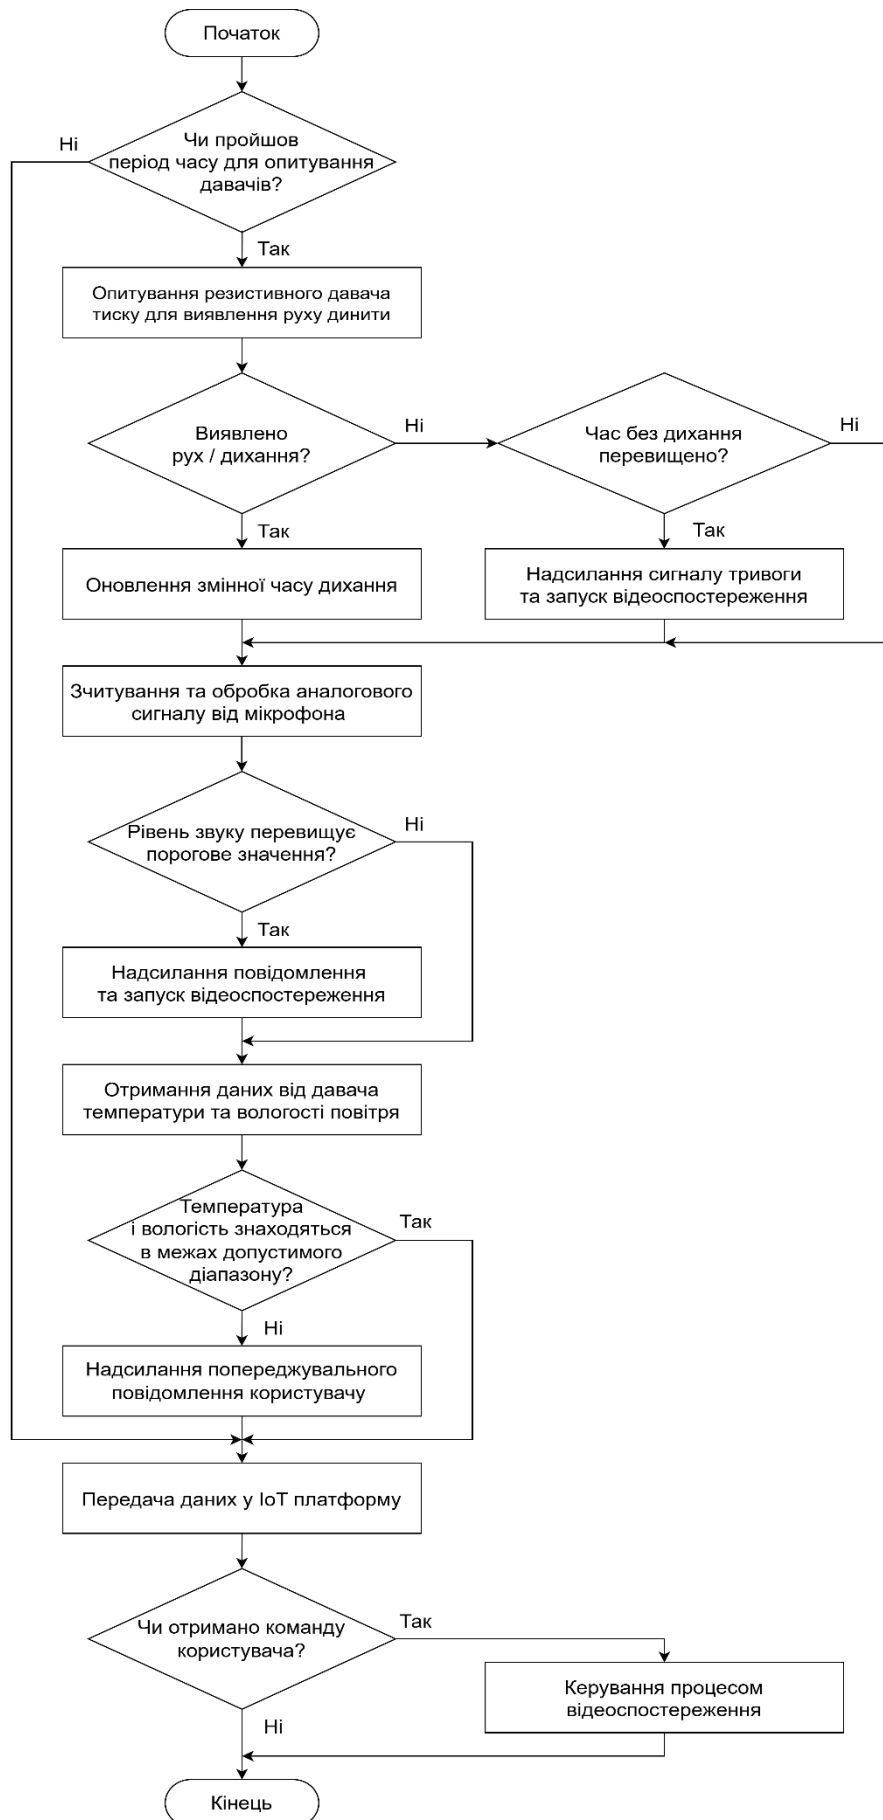 Початок
Чи пройшов
період часу для опитування
давачів?
Ні
Так
Опитування резистивного давача
тиску для виявлення руху динити
Виявлено
рух / дихання?
Ні
Час без дихання
перевищено?
Ні
Так
Так
Оновлення змінної часу дихання
Надсилання сигналу тривоги
та запуск відеоспостереження
Зчитування та обробка аналогового
сигналу від мікрофона
Рівень звуку перевищує
порогове значення?
Ні
Так
Надсилання повідомлення
та запуск відеоспостереження
Отримання даних від давача
температури та вологості повітря
Температура
і вологість знаходяться
в межах допустимого
діапазону?
Так
Ні
Надсилання попереджувального
повідомлення користувачу
Передача даних у IoT платформу
Чи отримано команду
користувача?
Так
Керування процесом
відеоспостереження
Ні
Кінець